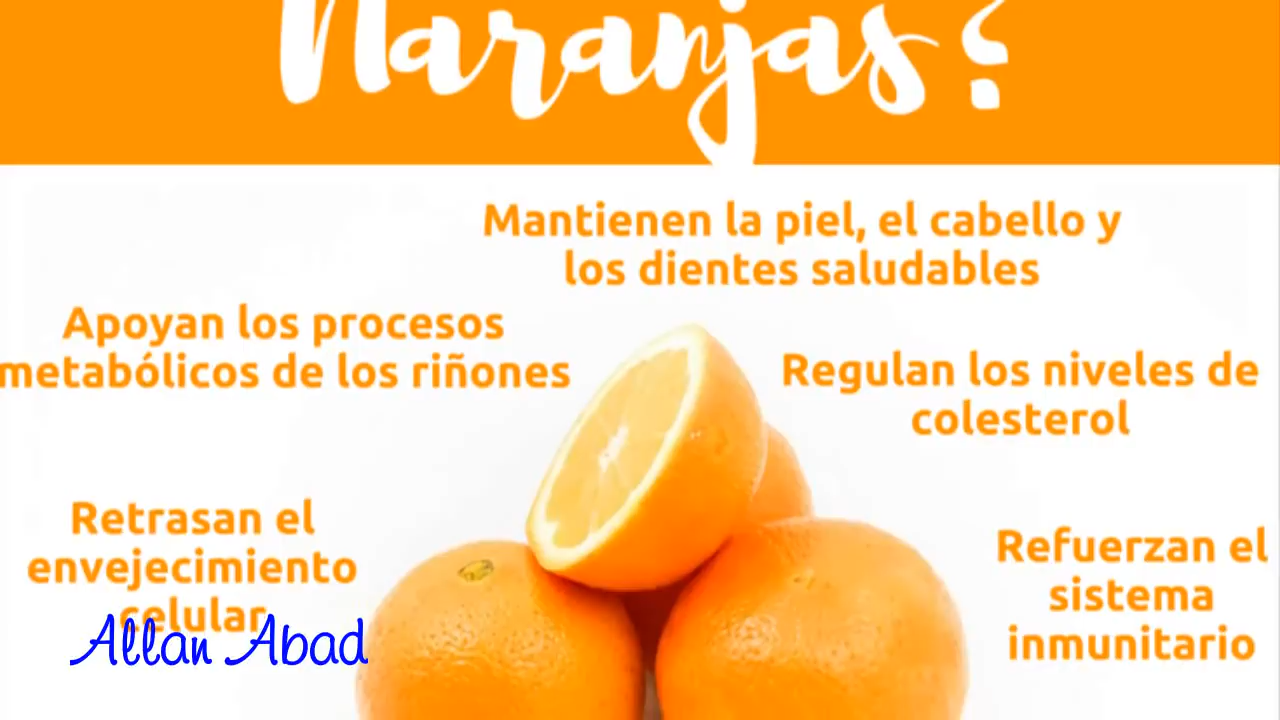 Naranjas?
Mantienen la piel, el cabello y
los dientes saludables
Apoyan los procesos
metabólicos de los riñones
Regulan los niveles de
colesterol
Retrasan el
envejecimiento
celular
Refuerzan el
sistema
inmunitario
Allan Abad